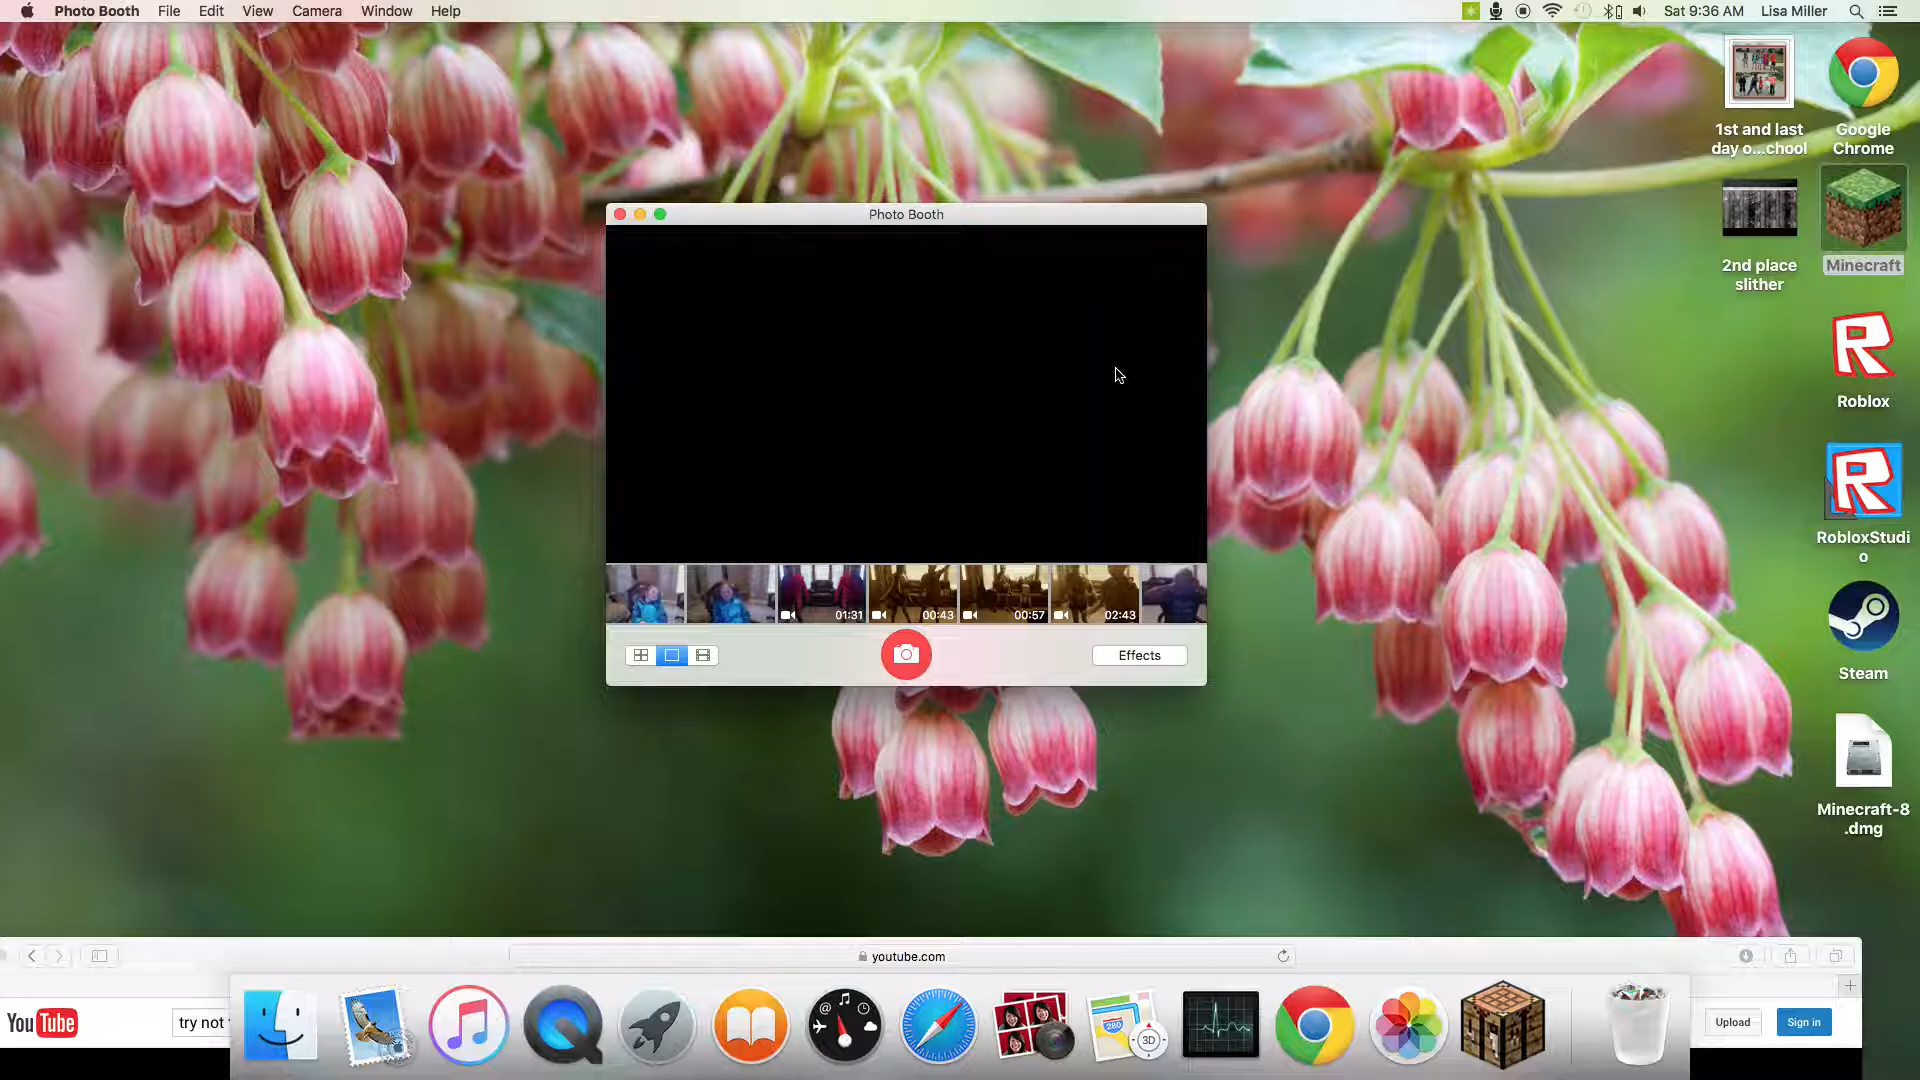 Photo Booth File Edit View Camera Window Help
Sat 9:36 AM Lisa Miller
1st and last
day o...chool
Google
Chrome
2nd place
slither
Minecraft
Photo Booth
Roblox
RobloxStudi
o
01:31
00:43
00:57
02:43
Effects
Steam
Minecraft-8
.dmg
youtube.com
YouTube
try not
Upload
Sign in
280
3D